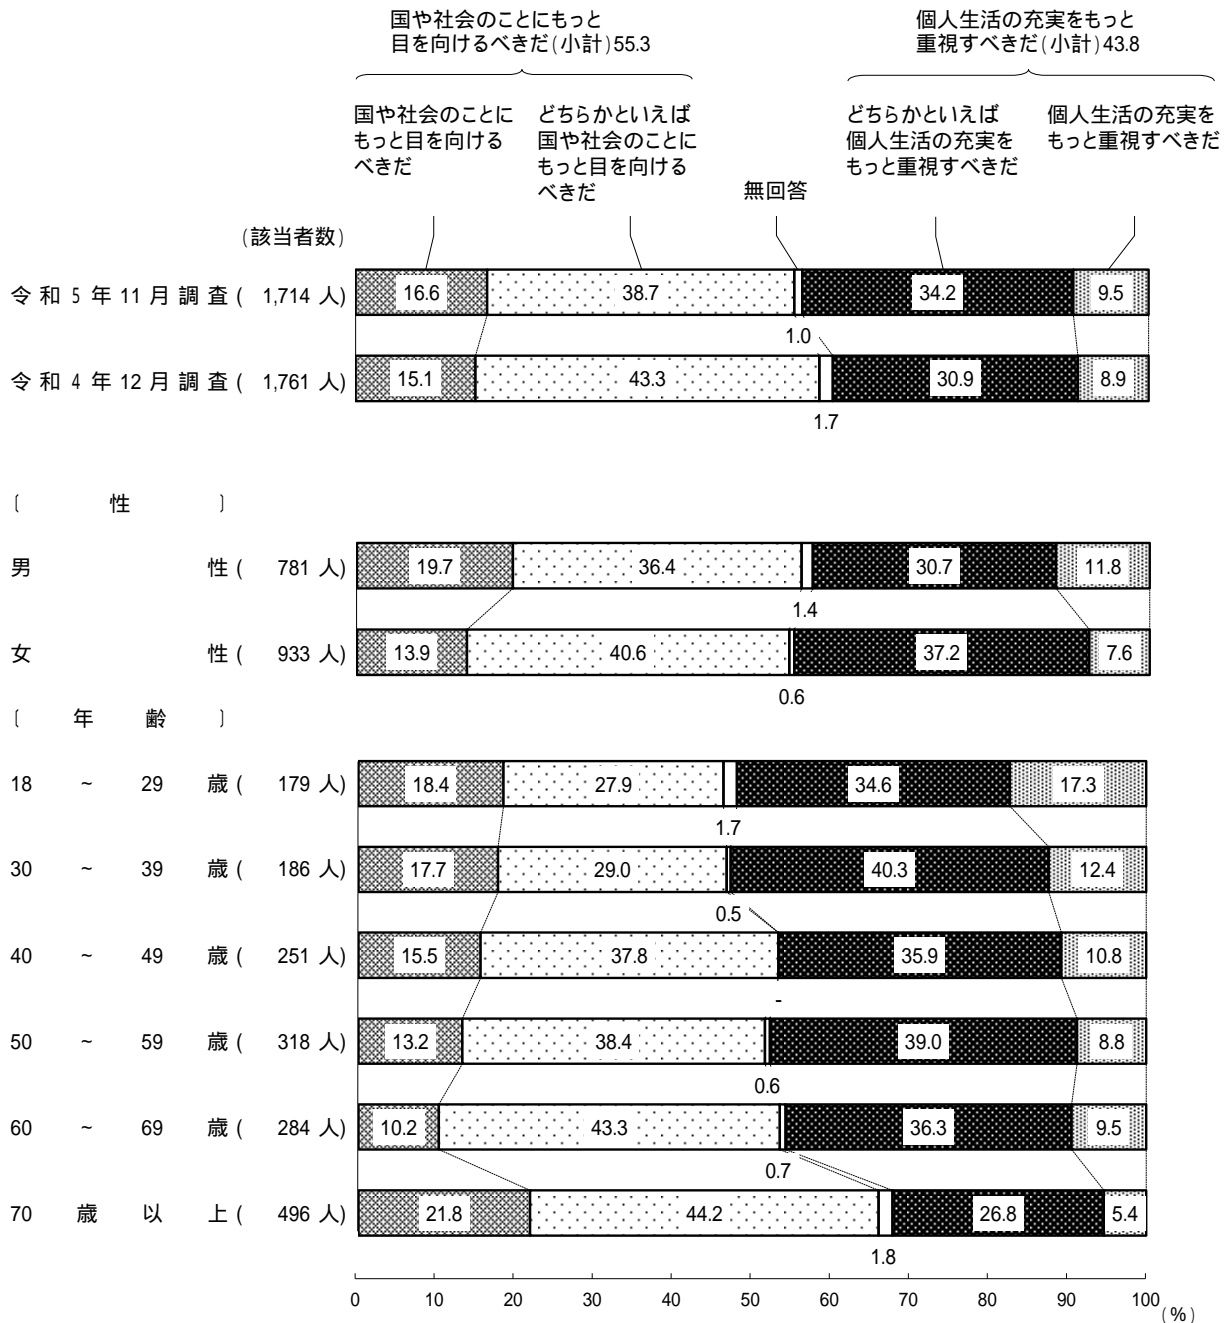 国や社会のことにもっと
目を向けるべきだ(小計)55.3
個人生活の充実をもっと
重視すべきだ(小計)43.8
国や社会のことに
もっと目を向ける
べきだ
どちらかといえば
国や社会のことに
もっと目を向ける
べきだ
無回答
どちらかといえば
個人生活の充実を
もっと重視すべきだ
個人生活の充実を
もっと重視すべきだ
(該当者数)
令和5年11月調査( 1,714 人) 16.6 38.7 34.2 9.5
1.0
令和4年12月調査( 1,761 人) 15.1 43.3 30.9 8.9
1.7
〔 性 〕
男 性( 781 人) 19.7 36.4 30.7 11.8
1.4
女 性( 933 人) 13.9 40.6 37.2 7.6
0.6
〔 年 齢 〕
18 ~ 29 歳( 179 人) 18.4 27.9 34.6 17.3
1.7
30 ~ 39 歳( 186 人) 17.7 29.0 40.3 12.4
0.5
40 ~ 49 歳( 251 人) 15.5 37.8 35.9 10.8
-
50 ~ 59 歳( 318 人) 13.2 38.4 39.0 8.8
0.6
60 ~ 69 歳( 284 人) 10.2 43.3 36.3 9.5
0.7
70 歳 以 上( 496 人) 21.8 44.2 26.8 5.4
1.8
0 10 20 30 40 50 60 70 80 90 100
(%)